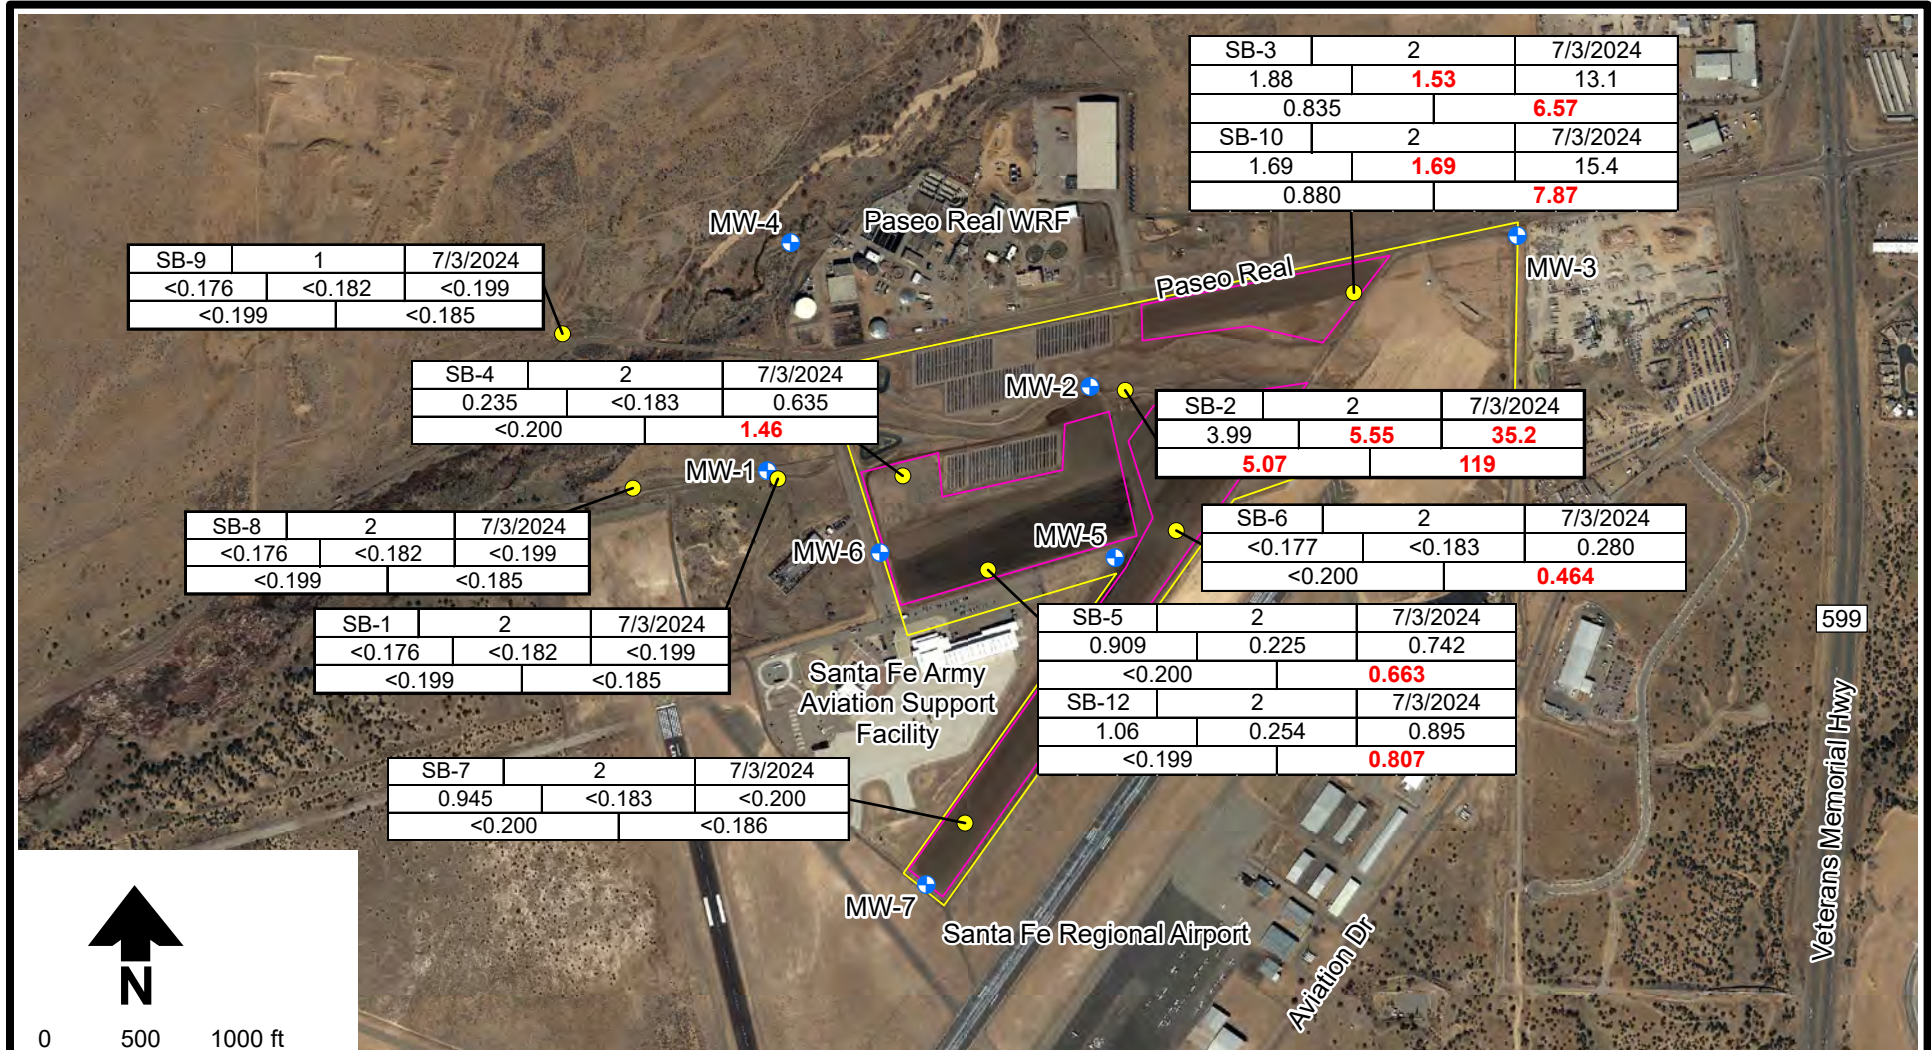 SB-3 2 7/3/2024
1.88 1.53 13.1
0.835 6.57
SB-10 2 7/3/2024
1.69 1.69 15.4
0.880 7.87
MW-4
Paseo Real WRF
MW-3
Paseo Real
SB-9 1 7/3/2024
<0.176 <0.182 <0.199
<0.199 <0.185
SB-4 2 7/3/2024
0.235 <0.183 0.635
<0.200 1.46
MW-2
SB-2 2 7/3/2024
3.99 5.55 35.2
5.07 119
MW-1
SB-8 2 7/3/2024
<0.176 <0.182 <0.199
<0.199 <0.185
MW-6
MW-5
SB-6 2 7/3/2024
<0.177 <0.183 0.280
<0.200 0.464
SB-1 2 7/3/2024
<0.176 <0.182 <0.199
<0.199 <0.185
SB-5 2 7/3/2024
0.909 0.225 0.742
<0.200 0.663
SB-12 2 7/3/2024
1.06 0.254 0.895
<0.199 0.807
599
Santa Fe Army
Aviation Support
Facility
SB-7 2 7/3/2024
0.945 <0.183 <0.200
<0.200 <0.186
Veterans Memorial Hwy
MW-7
Santa Fe Regional Airport
Aviation Dr
N
0 500 1000 ft